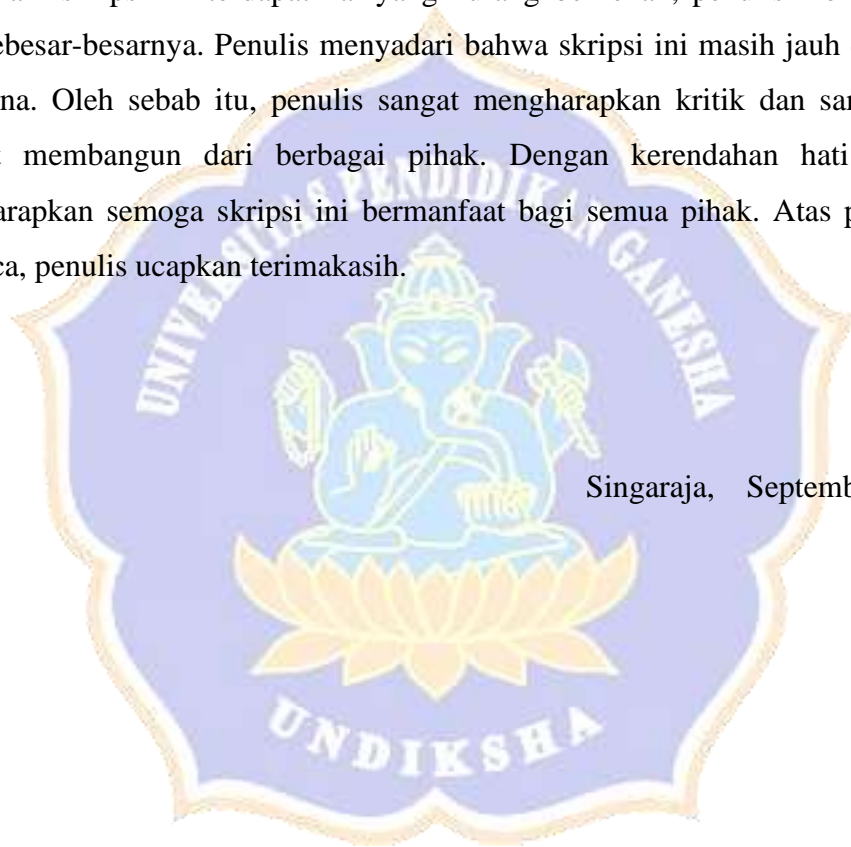 ebesar-besarnya. Penulis menyadari bahwa skripsi ini masih jauh
na. Oleh sebab itu, penulis sangat mengharapkan kritik dan sar
membangun dari berbagai pihak. Dengan kerendahan hati
arapkan semoga skripsi ini bermanfaat bagi semua pihak. Atas p
ca, penulis ucapkan terimakasih.
UNIVERSITAS PENDIDIKAN GANESHA
Singaraja, Septemb
UNDIKSHA